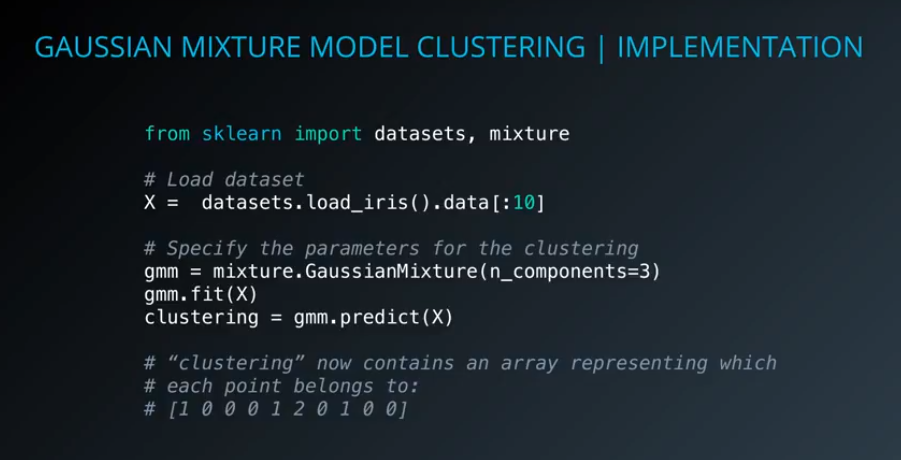 GAUSSIAN MIXTURE MODEL CLUSTERING | IMPLEMENTATION
from sklearn import datasets, mixture
# Load dataset
X =  datasets.load_iris().data[:10]
# Specify the parameters for the clustering
gmm = mixture.GaussianMixture(n_components=3)
gmm.fit(X)
clustering = gmm.predict(X)
# “clustering” now contains an array representing which
# each point belongs to:
# [1 0 0 0 1 2 0 1 0 0]